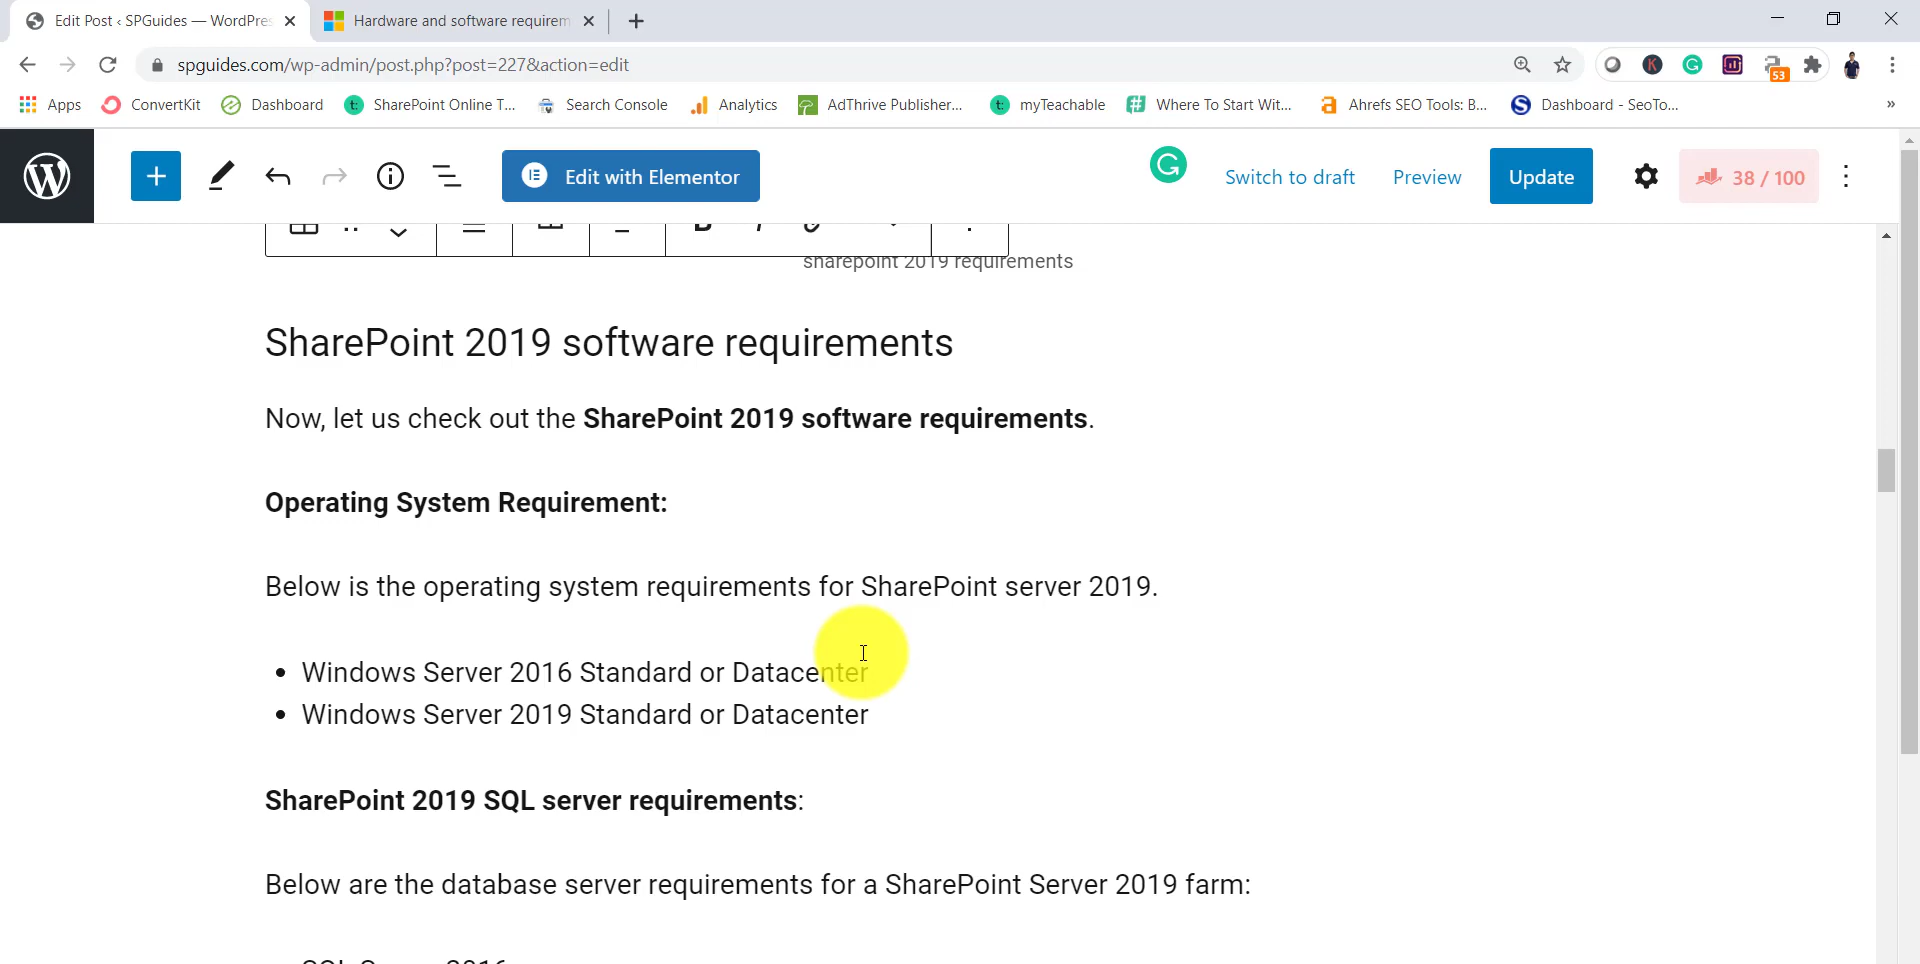 Edit Post ‹ SPGuides — WordPres
Hardware and software requirem
spguides.com/wp-admin/post.php?post=227&action=edit
53
Apps
ConvertKit
Dashboard
SharePoint Online T...
Search Console
Analytics
AdThrive Publisher...
myTeachable
Where To Start Wit...
Ahrefs SEO Tools: B...
Dashboard - SeoTo...
Edit with Elementor
Switch to draft
Preview
Update
38 / 100
sharepoint 2019 requirements
SharePoint 2019 software requirements
Now, let us check out the SharePoint 2019 software requirements.
Operating System Requirement:
Below is the operating system requirements for SharePoint server 2019.
• Windows Server 2016 Standard or Datacenter
• Windows Server 2019 Standard or Datacenter
SharePoint 2019 SQL server requirements:
Below are the database server requirements for a SharePoint Server 2019 farm: